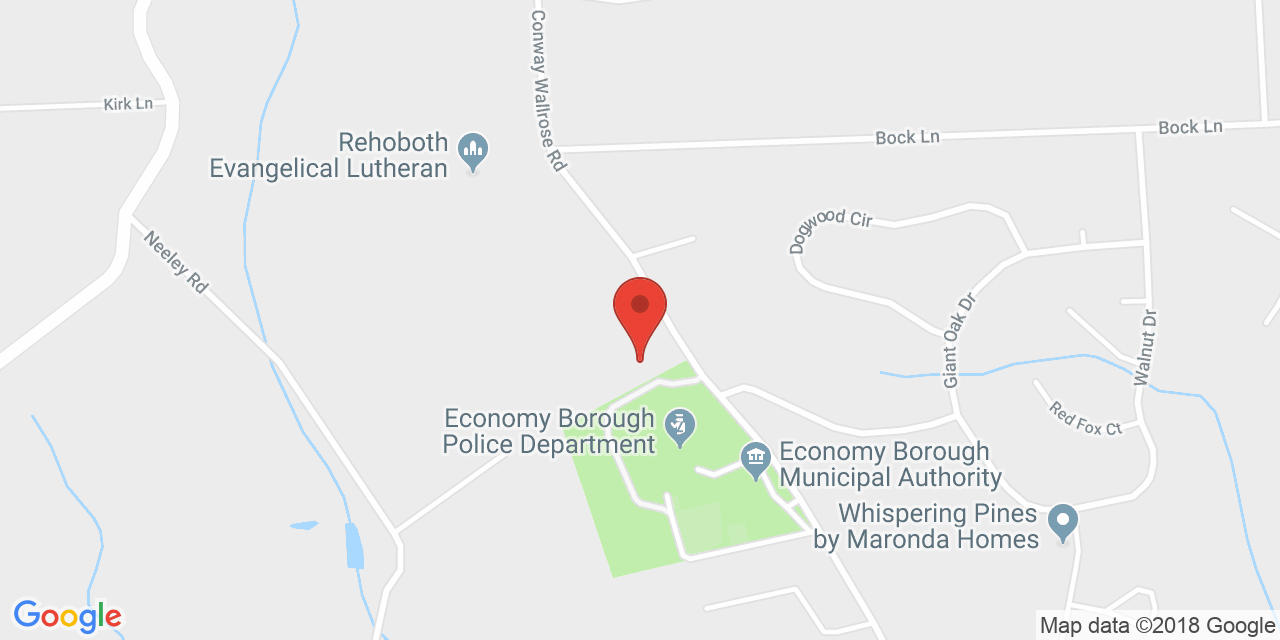 Conway Wallrose Rd
Kirk Ln
Bock Ln
Bock Ln
Rehoboth
Evangelical Lutheran
Dogwood Cir
Neeley Rd
Giant Oak Dr
Walnut Dr
Red Fox Ct
Economy Borough
Police Department
Economy Borough
Municipal Authority
Whispering Pines
by Maronda Homes
Google
Map data ©2018 Google